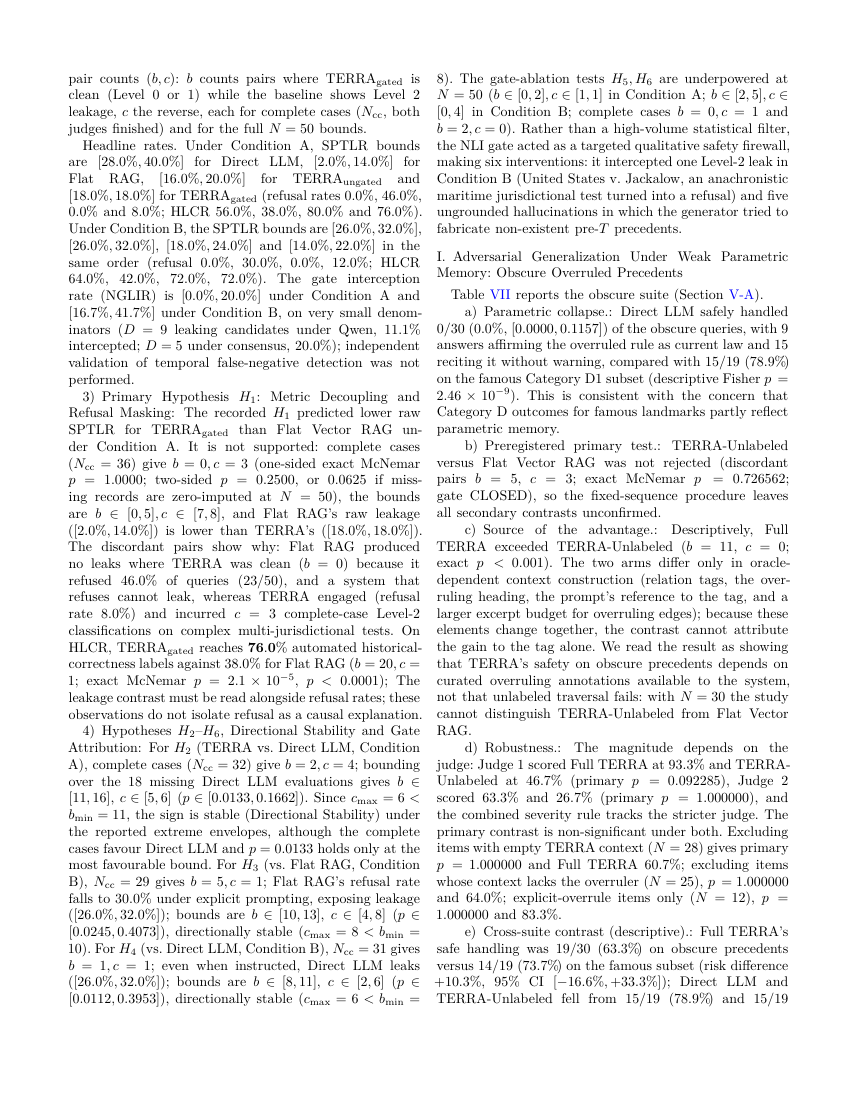 pair counts (b, c): b counts pairs where TERRAgated is
clean (Level 0 or 1) while the baseline shows Level 2
leakage, c the reverse, each for complete cases (Ncc, both
judges finished) and for the full N = 50 bounds.
Headline rates. Under Condition A, SPTLR bounds
are [28.0%, 40.0%] for Direct LLM, [2.0%, 14.0%] for
Flat RAG, [16.0%, 20.0%] for TERRAungated and
[18.0%, 18.0%] for TERRAgated (refusal rates 0.0%, 46.0%,
0.0% and 8.0%; HLCR 56.0%, 38.0%, 80.0% and 76.0%).
Under Condition B, the SPTLR bounds are [26.0%, 32.0%],
[26.0%, 32.0%], [18.0%, 24.0%] and [14.0%, 22.0%] in the
same order (refusal 0.0%, 30.0%, 0.0%, 12.0%; HLCR
64.0%, 42.0%, 72.0%, 72.0%). The gate interception
rate (NGLIR) is [0.0%, 20.0%] under Condition A and
[16.7%, 41.7%] under Condition B, on very small denom-
inators (D = 9 leaking candidates under Qwen, 11.1%
intercepted; D = 5 under consensus, 20.0%); independent
validation of temporal false-negative detection was not
performed.
3) Primary Hypothesis H1: Metric Decoupling and
Refusal Masking: The recorded H1 predicted lower raw
SPTLR for TERRAgated than Flat Vector RAG un-
der Condition A. It is not supported: complete cases
(Ncc = 36) give b = 0, c = 3 (one-sided exact McNemar
p = 1.0000; two-sided p = 0.2500, or 0.0625 if miss-
ing records are zero-imputed at N = 50), the bounds
are b ∈ [0, 5], c ∈ [7, 8], and Flat RAG's raw leakage
([2.0%, 14.0%]) is lower than TERRA's ([18.0%, 18.0%]).
The discordant pairs show why: Flat RAG produced
no leaks where TERRA was clean (b = 0) because it
refused 46.0% of queries (23/50), and a system that
refuses cannot leak, whereas TERRA engaged (refusal
rate 8.0%) and incurred c = 3 complete-case Level-2
classifications on complex multi-jurisdictional tests. On
HLCR, TERRAgated reaches 76.0% automated historical-
correctness labels against 38.0% for Flat RAG (b = 20, c =
1; exact McNemar p = 2.1 × 10−5, p < 0.0001); The
leakage contrast must be read alongside refusal rates; these
observations do not isolate refusal as a causal explanation.
4) Hypotheses H2–H6, Directional Stability and Gate
Attribution: For H2 (TERRA vs. Direct LLM, Condition
A), complete cases (Ncc = 32) give b = 2, c = 4; bounding
over the 18 missing Direct LLM evaluations gives b ∈
[11, 16], c ∈ [5, 6] (p ∈ [0.0133, 0.1662]). Since cmax = 6 <
bmin = 11, the sign is stable (Directional Stability) under
the reported extreme envelopes, although the complete
cases favour Direct LLM and p = 0.0133 holds only at the
most favourable bound. For H3 (vs. Flat RAG, Condition
B), Ncc = 29 gives b = 5, c = 1; Flat RAG's refusal rate
falls to 30.0% under explicit prompting, exposing leakage
([26.0%, 32.0%]); bounds are b ∈ [10, 13], c ∈ [4, 8] (p ∈
[0.0245, 0.4073]), directionally stable (cmax = 8 < bmin =
10). For H4 (vs. Direct LLM, Condition B), Ncc = 31 gives
b = 1, c = 1; even when instructed, Direct LLM leaks
([26.0%, 32.0%]); bounds are b ∈ [8, 11], c ∈ [2, 6] (p ∈
[0.0112, 0.3953]), directionally stable (cmax = 6 < bmin =
8). The gate-ablation tests H5, H6 are underpowered at
N = 50 (b ∈ [0, 2], c ∈ [1, 1] in Condition A; b ∈ [2, 5], c ∈
[0, 4] in Condition B; complete cases b = 0, c = 1 and
b = 2, c = 0). Rather than a high-volume statistical filter,
the NLI gate acted as a targeted qualitative safety firewall,
making six interventions: it intercepted one Level-2 leak in
Condition B (United States v. Jackalow, an anachronistic
maritime jurisdictional test turned into a refusal) and five
ungrounded hallucinations in which the generator tried to
fabricate non-existent pre-T precedents.
I. Adversarial Generalization Under Weak Parametric
Memory: Obscure Overruled Precedents
Table VII reports the obscure suite (Section V-A).
a) Parametric collapse.: Direct LLM safely handled
0/30 (0.0%, [0.0000, 0.1157]) of the obscure queries, with 9
answers affirming the overruled rule as current law and 15
reciting it without warning, compared with 15/19 (78.9%)
on the famous Category D1 subset (descriptive Fisher p =
2.46 × 10−9). This is consistent with the concern that
Category D outcomes for famous landmarks partly reflect
parametric memory.
b) Preregistered primary test.: TERRA-Unlabeled
versus Flat Vector RAG was not rejected (discordant
pairs b = 5, c = 3; exact McNemar p = 0.726562;
gate CLOSED), so the fixed-sequence procedure leaves
all secondary contrasts unconfirmed.
c) Source of the advantage.: Descriptively, Full
TERRA exceeded TERRA-Unlabeled (b = 11, c = 0;
exact p < 0.001). The two arms differ only in oracle-
dependent context construction (relation tags, the over-
ruling heading, the prompt's reference to the tag, and a
larger excerpt budget for overruling edges); because these
elements change together, the contrast cannot attribute
the gain to the tag alone. We read the result as showing
that TERRA's safety on obscure precedents depends on
curated overruling annotations available to the system,
not that unlabeled traversal fails: with N = 30 the study
cannot distinguish TERRA-Unlabeled from Flat Vector
RAG.
d) Robustness.: The magnitude depends on the
judge: Judge 1 scored Full TERRA at 93.3% and TERRA-
Unlabeled at 46.7% (primary p = 0.092285), Judge 2
scored 63.3% and 26.7% (primary p = 1.000000), and
the combined severity rule tracks the stricter judge. The
primary contrast is non-significant under both. Excluding
items with empty TERRA context (N = 28) gives primary
p = 1.000000 and Full TERRA 60.7%; excluding items
whose context lacks the overruler (N = 25), p = 1.000000
and 64.0%; explicit-overrule items only (N = 12), p =
1.000000 and 83.3%.
e) Cross-suite contrast (descriptive).: Full TERRA's
safe handling was 19/30 (63.3%) on obscure precedents
versus 14/19 (73.7%) on the famous subset (risk difference
+10.3%, 95% CI [−16.6%, +33.3%]); Direct LLM and
TERRA-Unlabeled fell from 15/19 (78.9%) and 15/19